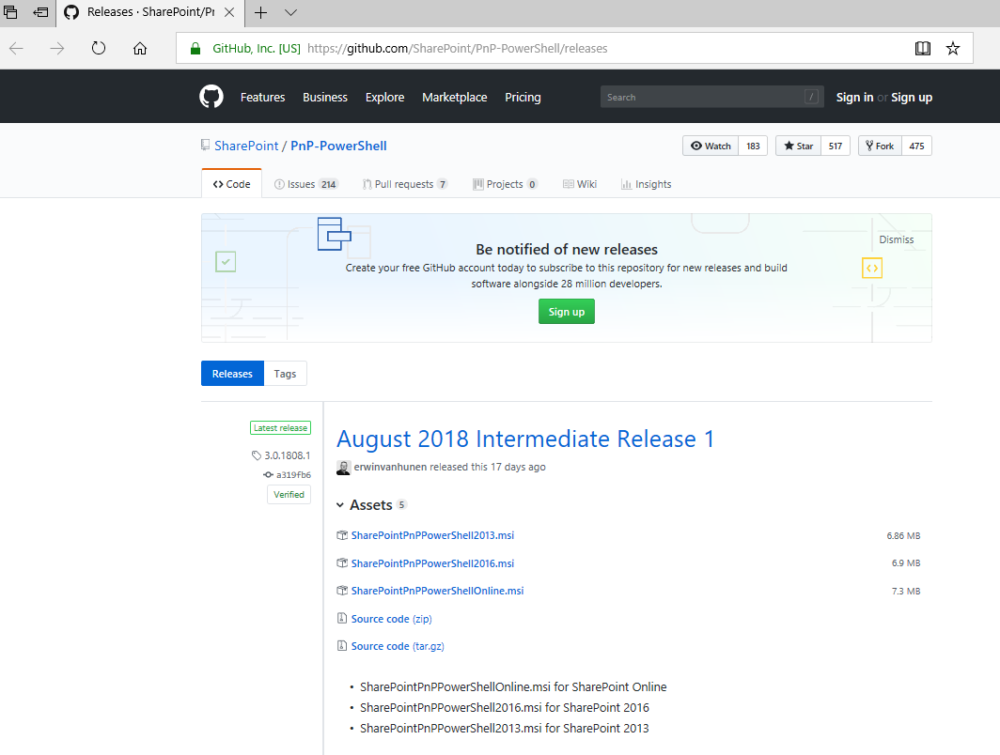 Releases · SharePoint/Pr
GitHub, Inc. [US] https://github.com/SharePoint/PnP-PowerShell/releases
Features Business Explore Marketplace Pricing Search / Sign in or Sign up
SharePoint / PnP-PowerShell Watch 183 Star 517 Fork 475
<> Code Issues 214 Pull requests 7 Projects 0 Wiki Insights
Dismiss
Be notified of new releases
Create your free GitHub account today to subscribe to this repository for new releases and build
software alongside 28 million developers.
Sign up
Releases Tags
Latest release
August 2018 Intermediate Release 1
3.0.1808.1
erwinvanhunen released this 17 days ago
a319fb6
Verified
Assets 5
SharePointPnPPowerShell2013.msi 6.86 MB
SharePointPnPPowerShell2016.msi 6.9 MB
SharePointPnPPowerShellOnline.msi 7.3 MB
Source code (zip)
Source code (tar.gz)
• SharePointPnPPowerShellOnline.msi for SharePoint Online
• SharePointPnPPowerShell2016.msi for SharePoint 2016
• SharePointPnPPowerShell2013.msi for SharePoint 2013